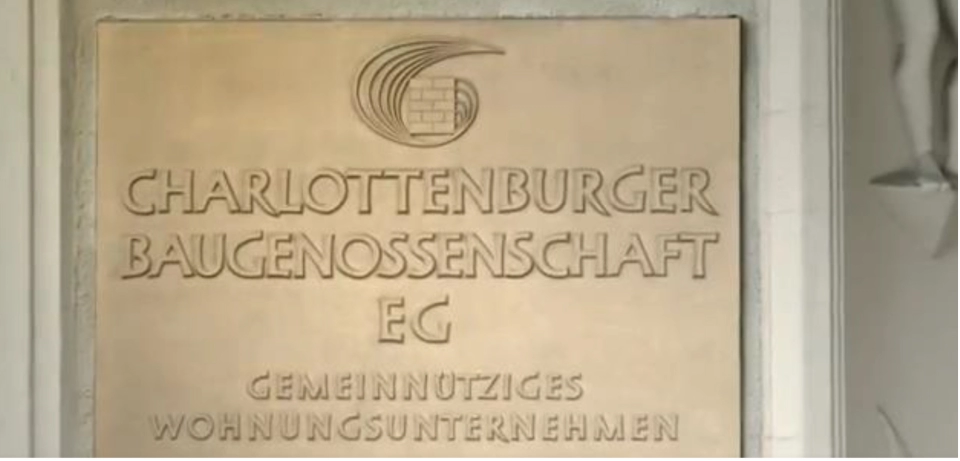 CHARLOTTENBURGER
BAUGENOSSENSCHAFT
EG
GEMEINNÜTZIGES
WOHNUNGSUNTERNEHMEN